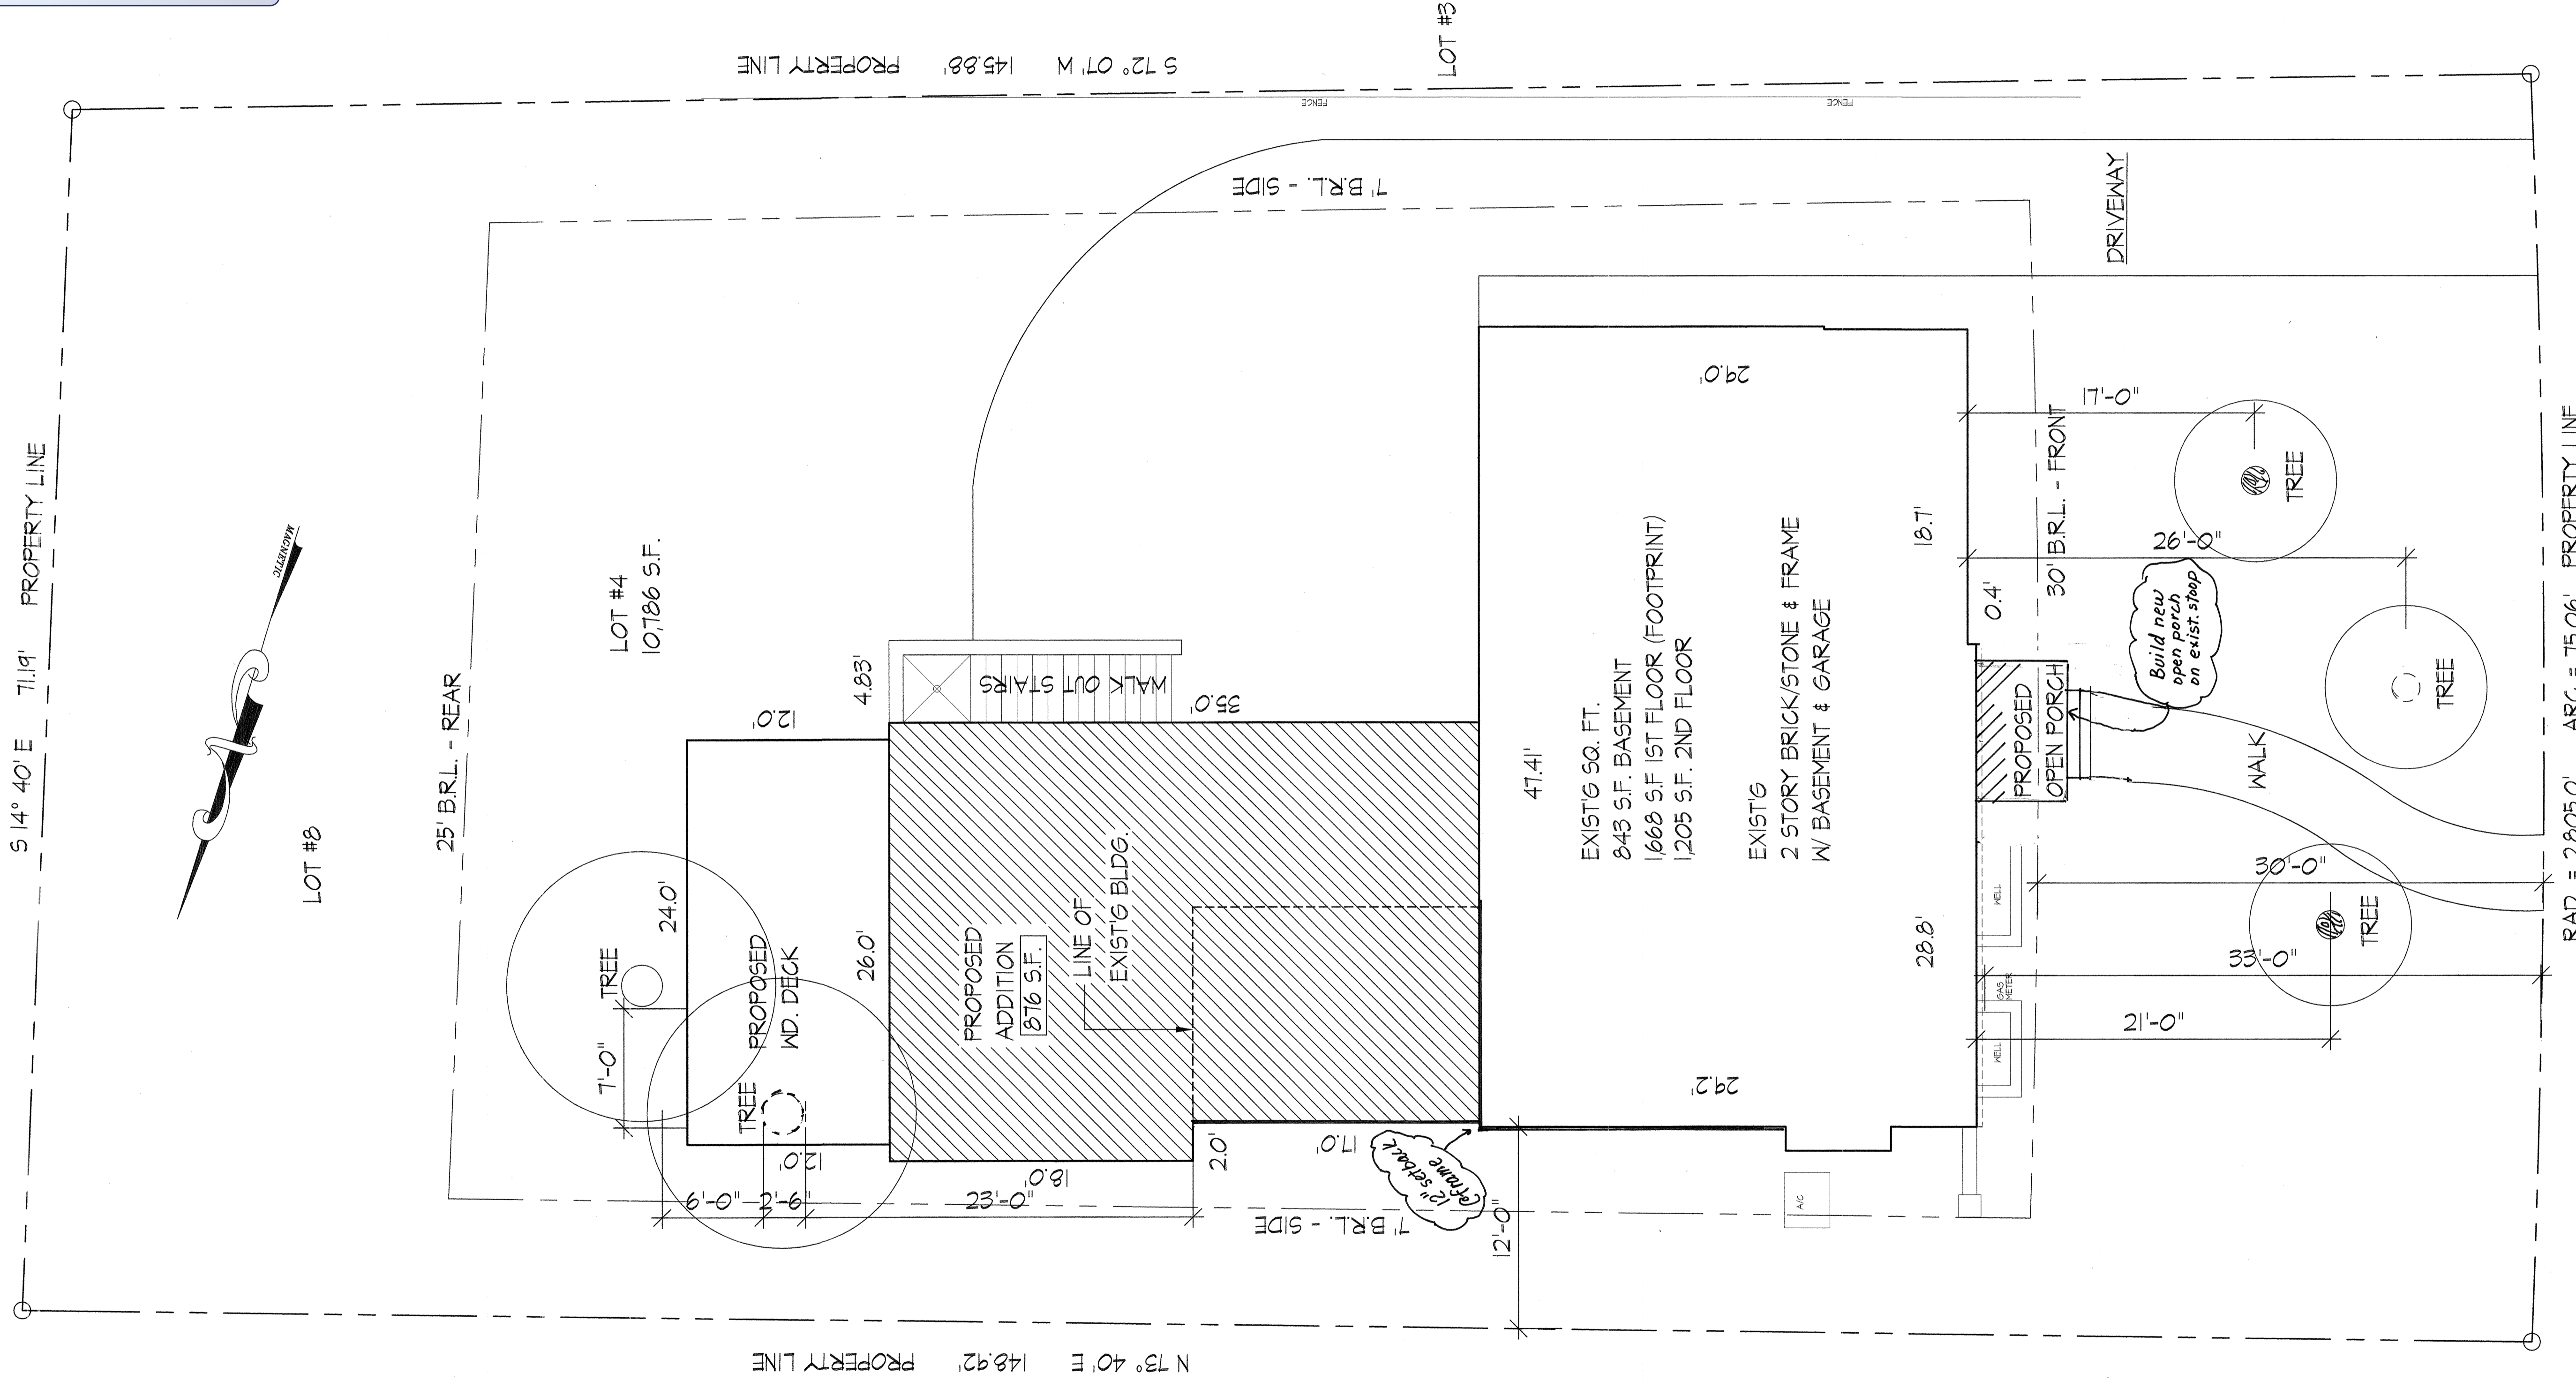 S 72° 07' W 145.88' PROPERTY LINE
LOT #3
FENCE
FENCE
7' B.R.L. - SIDE
DRIVEWAY
S 14° 40' E 71.19' PROPERTY LINE
MAGNETIC
LOT #8
25' B.R.L. - REAR
LOT #4
10,786 S.F.
TREE
7'-0"
24.0'
12.0'
PROPOSED
WD. DECK
TREE
12.0'
26.0'
4.83'
WALK OUT STAIRS
35.0'
PROPOSED
ADDITION
876 S.F.
LINE OF
EXIST'G BLDG.
18.0'
2.0'
17.0'
9'-0"
2'-9"
23'-0"
7' B.R.L. - SIDE
12" setback
@frame
12'-0"
29.0'
47.41'
EXIST'G SQ. FT.
843 S.F. BASEMENT
1,668 S.F 1ST FLOOR (FOOTPRINT)
1,205 S.F. 2ND FLOOR
EXIST'G
2 STORY BRICK/STONE & FRAME
W/ BASEMENT & GARAGE
29.2'
18.7'
28.8'
0.4'
A/C
WELL
GAS
METER
WELL
PROPOSED
OPEN PORCH
30' B.R.L. - FRONT
17'-0"
TREE
26'-0"
Build new
open porch
on exist. stoop
TREE
WALK
30'-0"
TREE
33'-0"
21'-0"
RAD = 2805.0' ARC = 75.06' PROPERTY LINE
N 73° 40' E 148.92' PROPERTY LINE